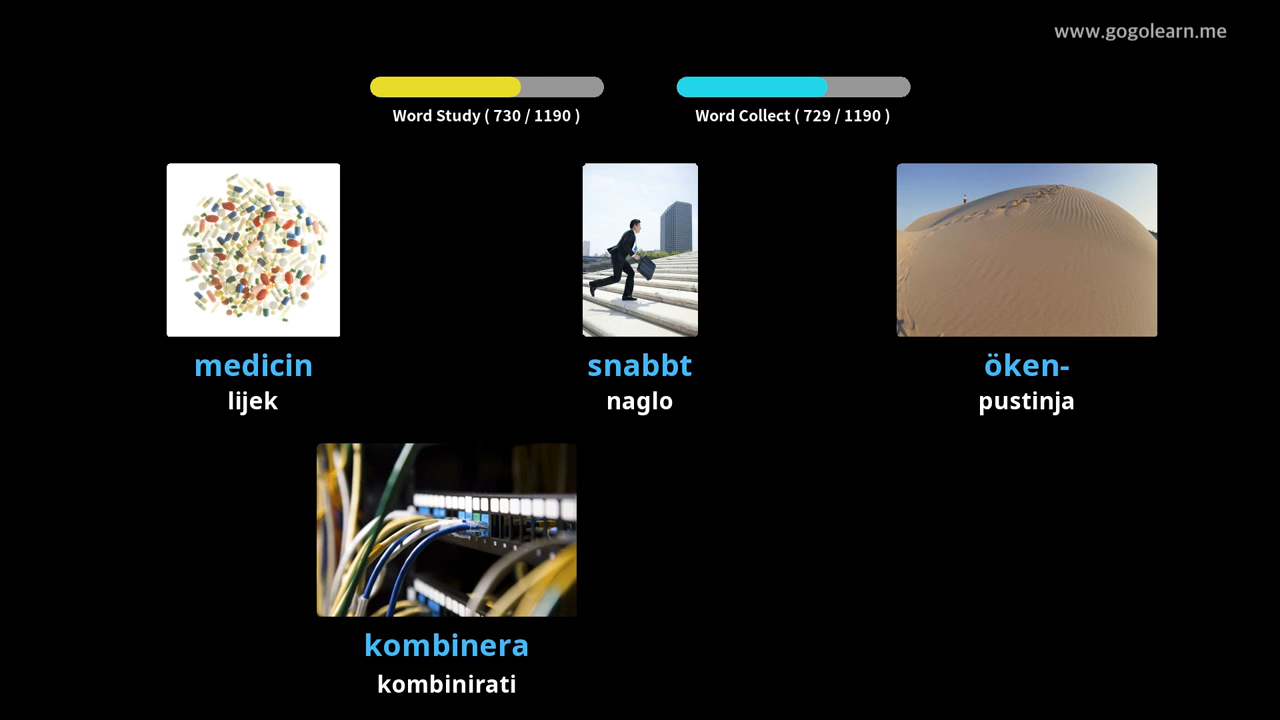 www.gogolearn.me
Word Study ( 730 / 1190 )
Word Collect ( 729 / 1190 )
medicin
lijek
snabbt
naglo
öken-
pustinja
kombinera
kombinirati